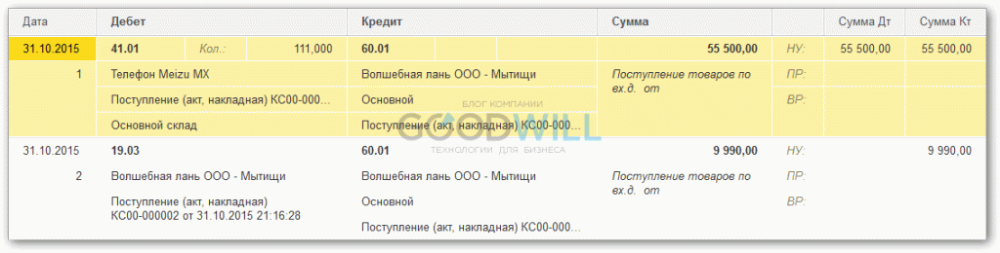 Дата Дебет Кредит Сумма Сумма Дт Сумма Кт
31.10.2015 41.01 Кол.: 111,000 60.01 55 500,00 НУ: 55 500,00 55 500,00
1 Телефон Meizu MX Волшебная лань ООО - Мытищи Поступление товаров по ПР:
вх.д. от
Поступление (акт, накладная) КС00-000... Основной ВР:
Основной склад Поступление (акт, накладная) КС00-000...
БЛОГ КОМПАНИИ
GOODWILL
ТЕХНОЛОГИИ ДЛЯ БИЗНЕСА
31.10.2015 19.03 60.01 9 990,00 НУ: 9 990,00
2 Волшебная лань ООО - Мытищи Волшебная лань ООО - Мытищи Поступление товаров по ПР:
вх.д. от
Поступление (акт, накладная) Основной ВР:
КС00-000002 от 31.10.2015 21:16:28
Поступление (акт, накладная) КС00-000...